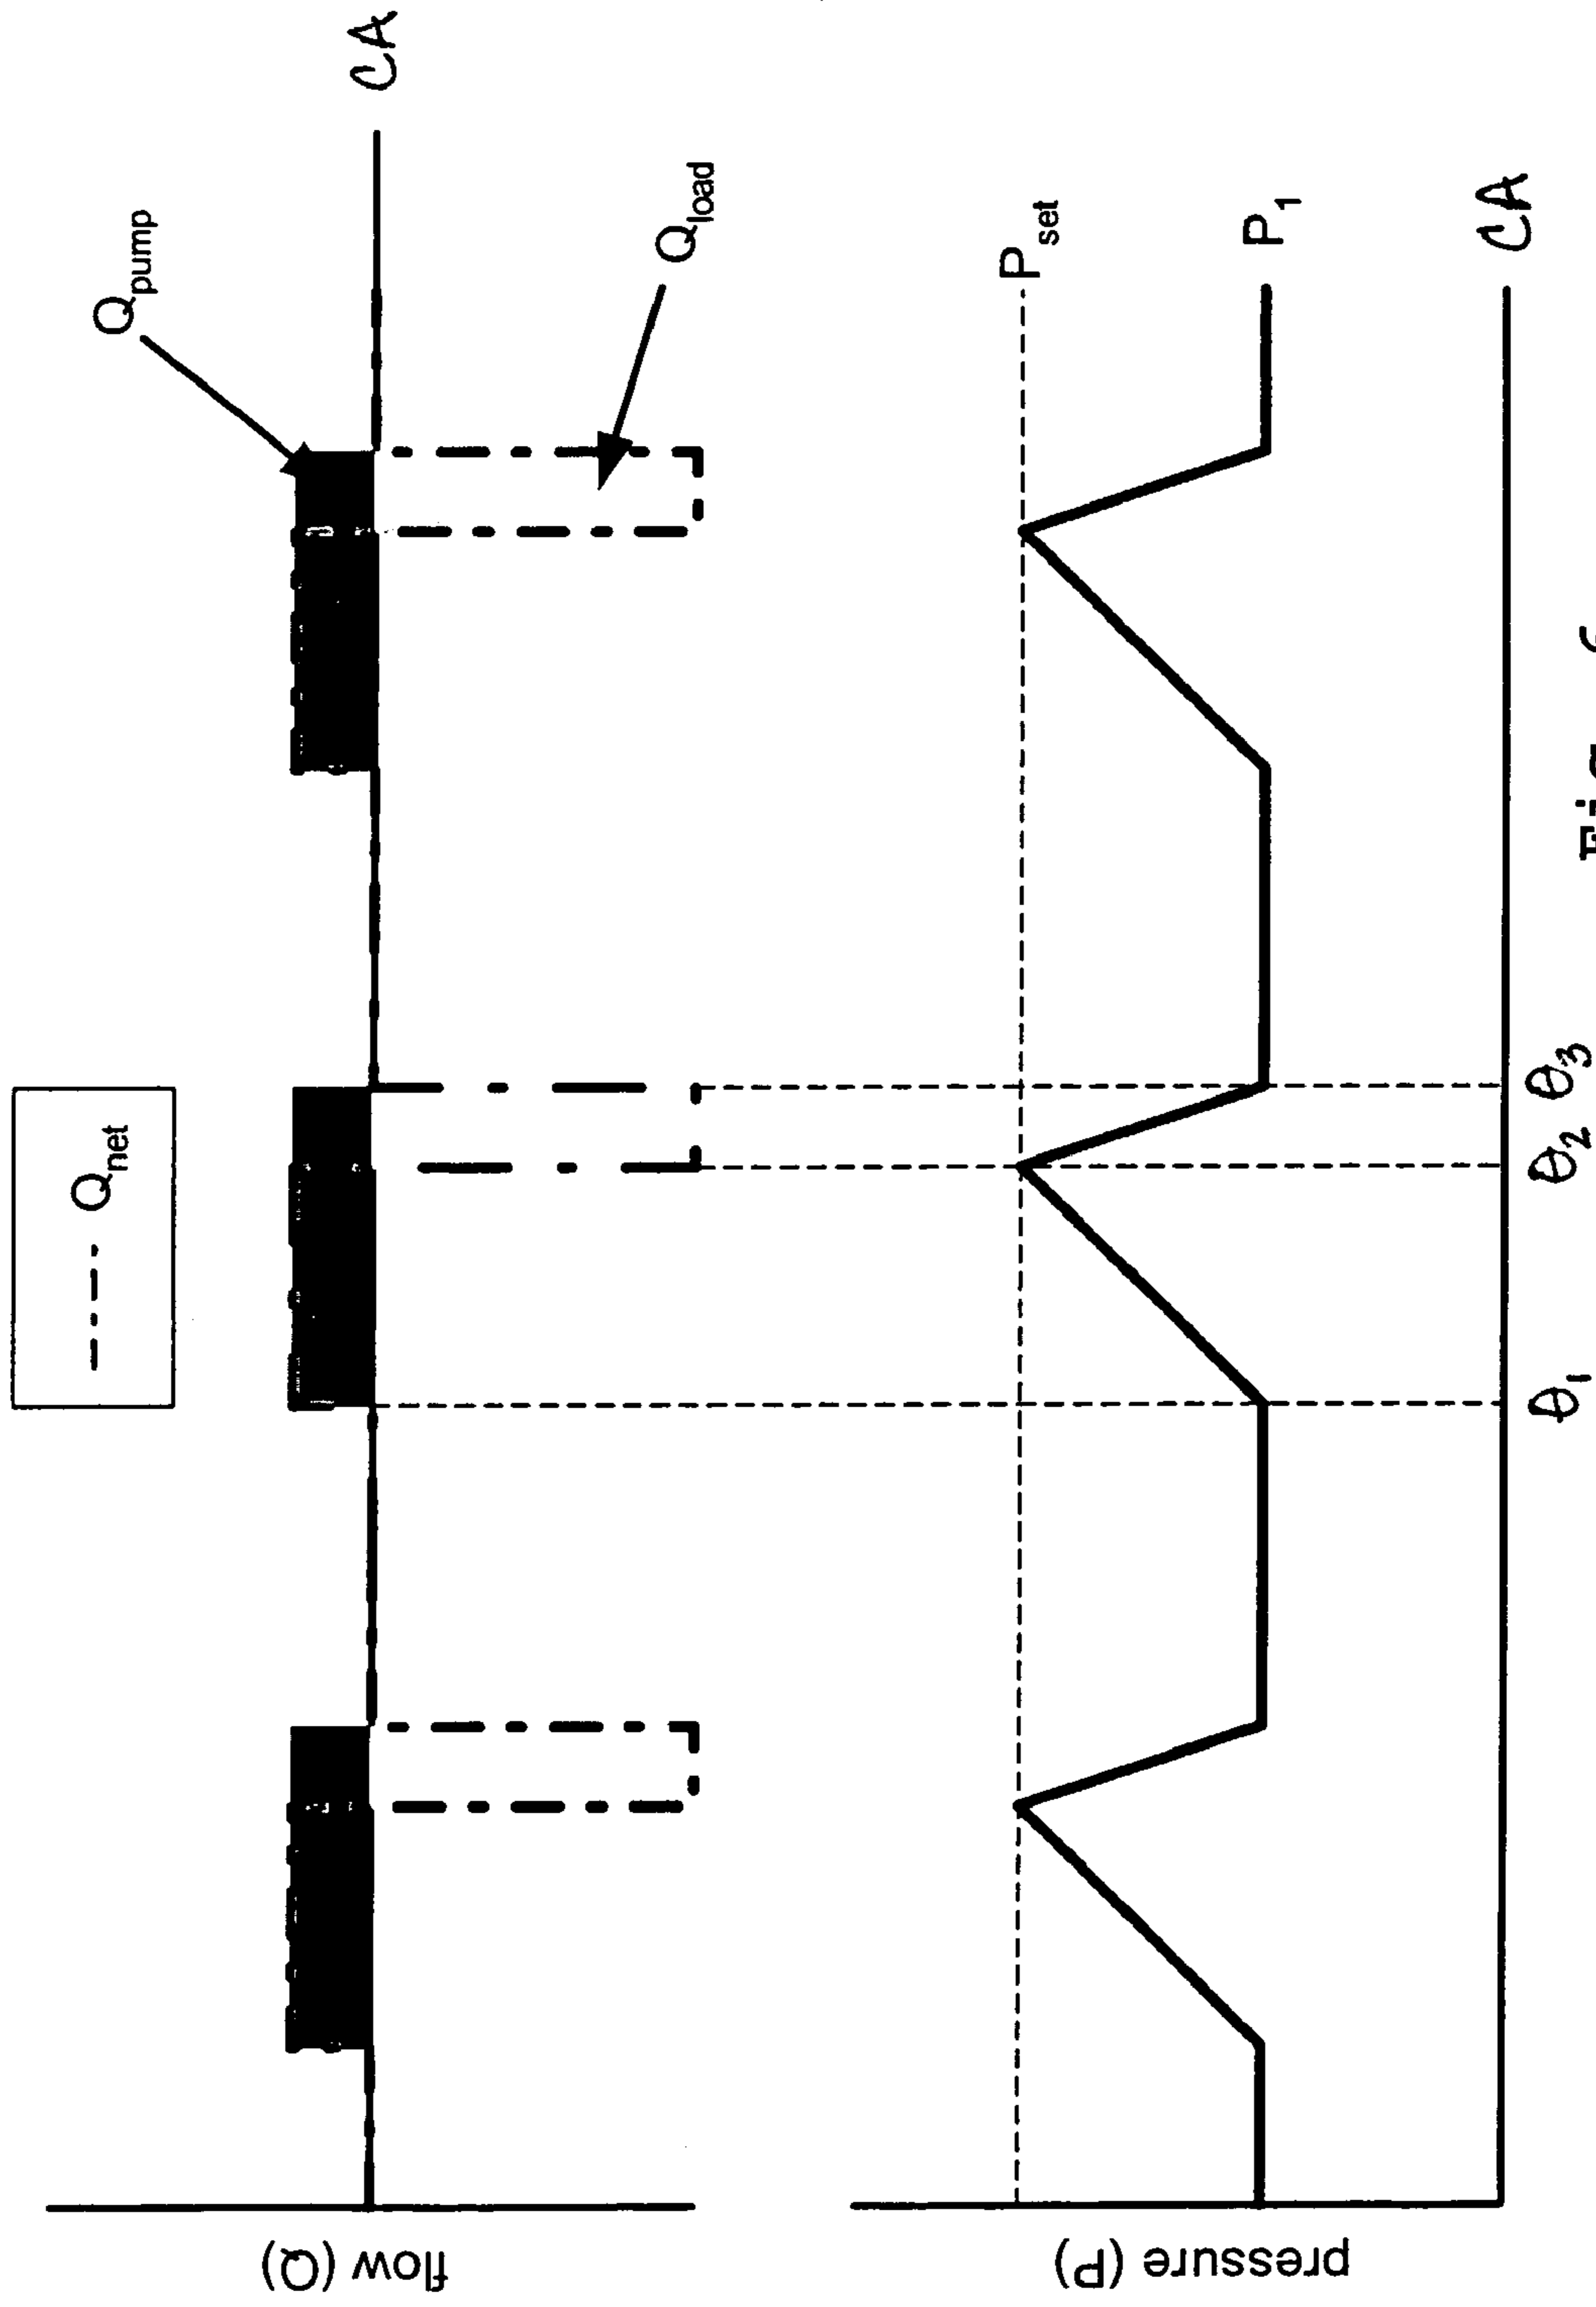 Q_net
flow (Q)
Q_pump
CA
Q_load
pressure (P)
P_set
P_1
CA
θ_1 θ_2 θ_3